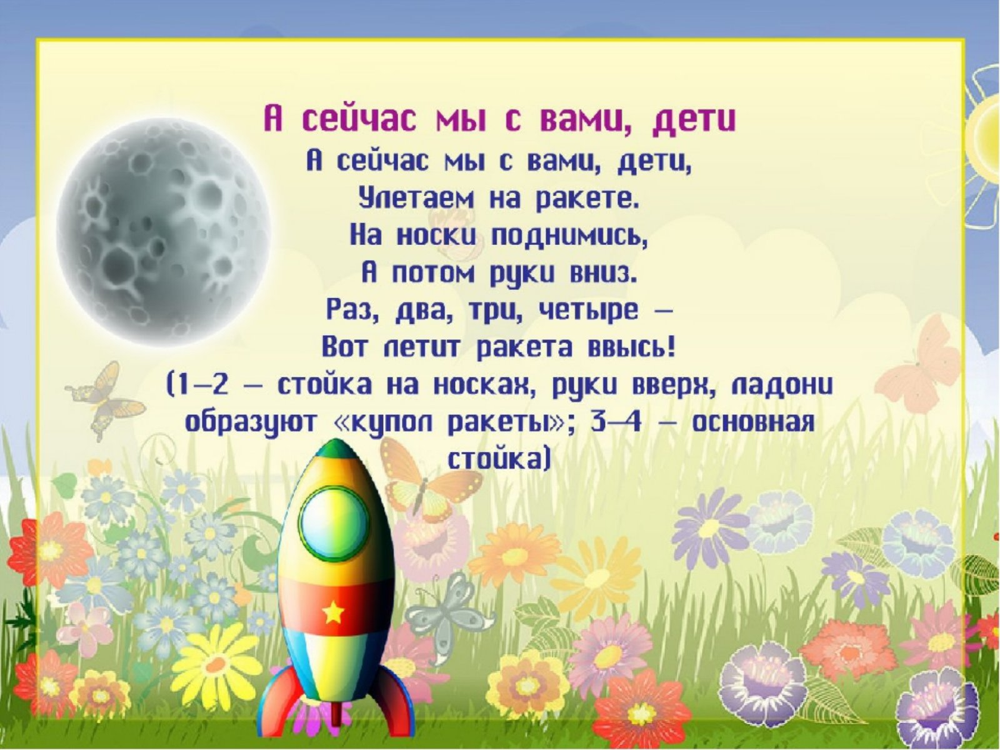 А сейчас мы с вами, дети
А сейчас мы с вами, дети,
Улетаем на ракете.
На носки поднимись,
А потом руки вниз.
Раз, два, три, четыре –
Вот летит ракета ввысь!
(1–2 – стойка на носках, руки вверх, ладони
образуют «купол ракеты»; 3–4 – основная
стойка)